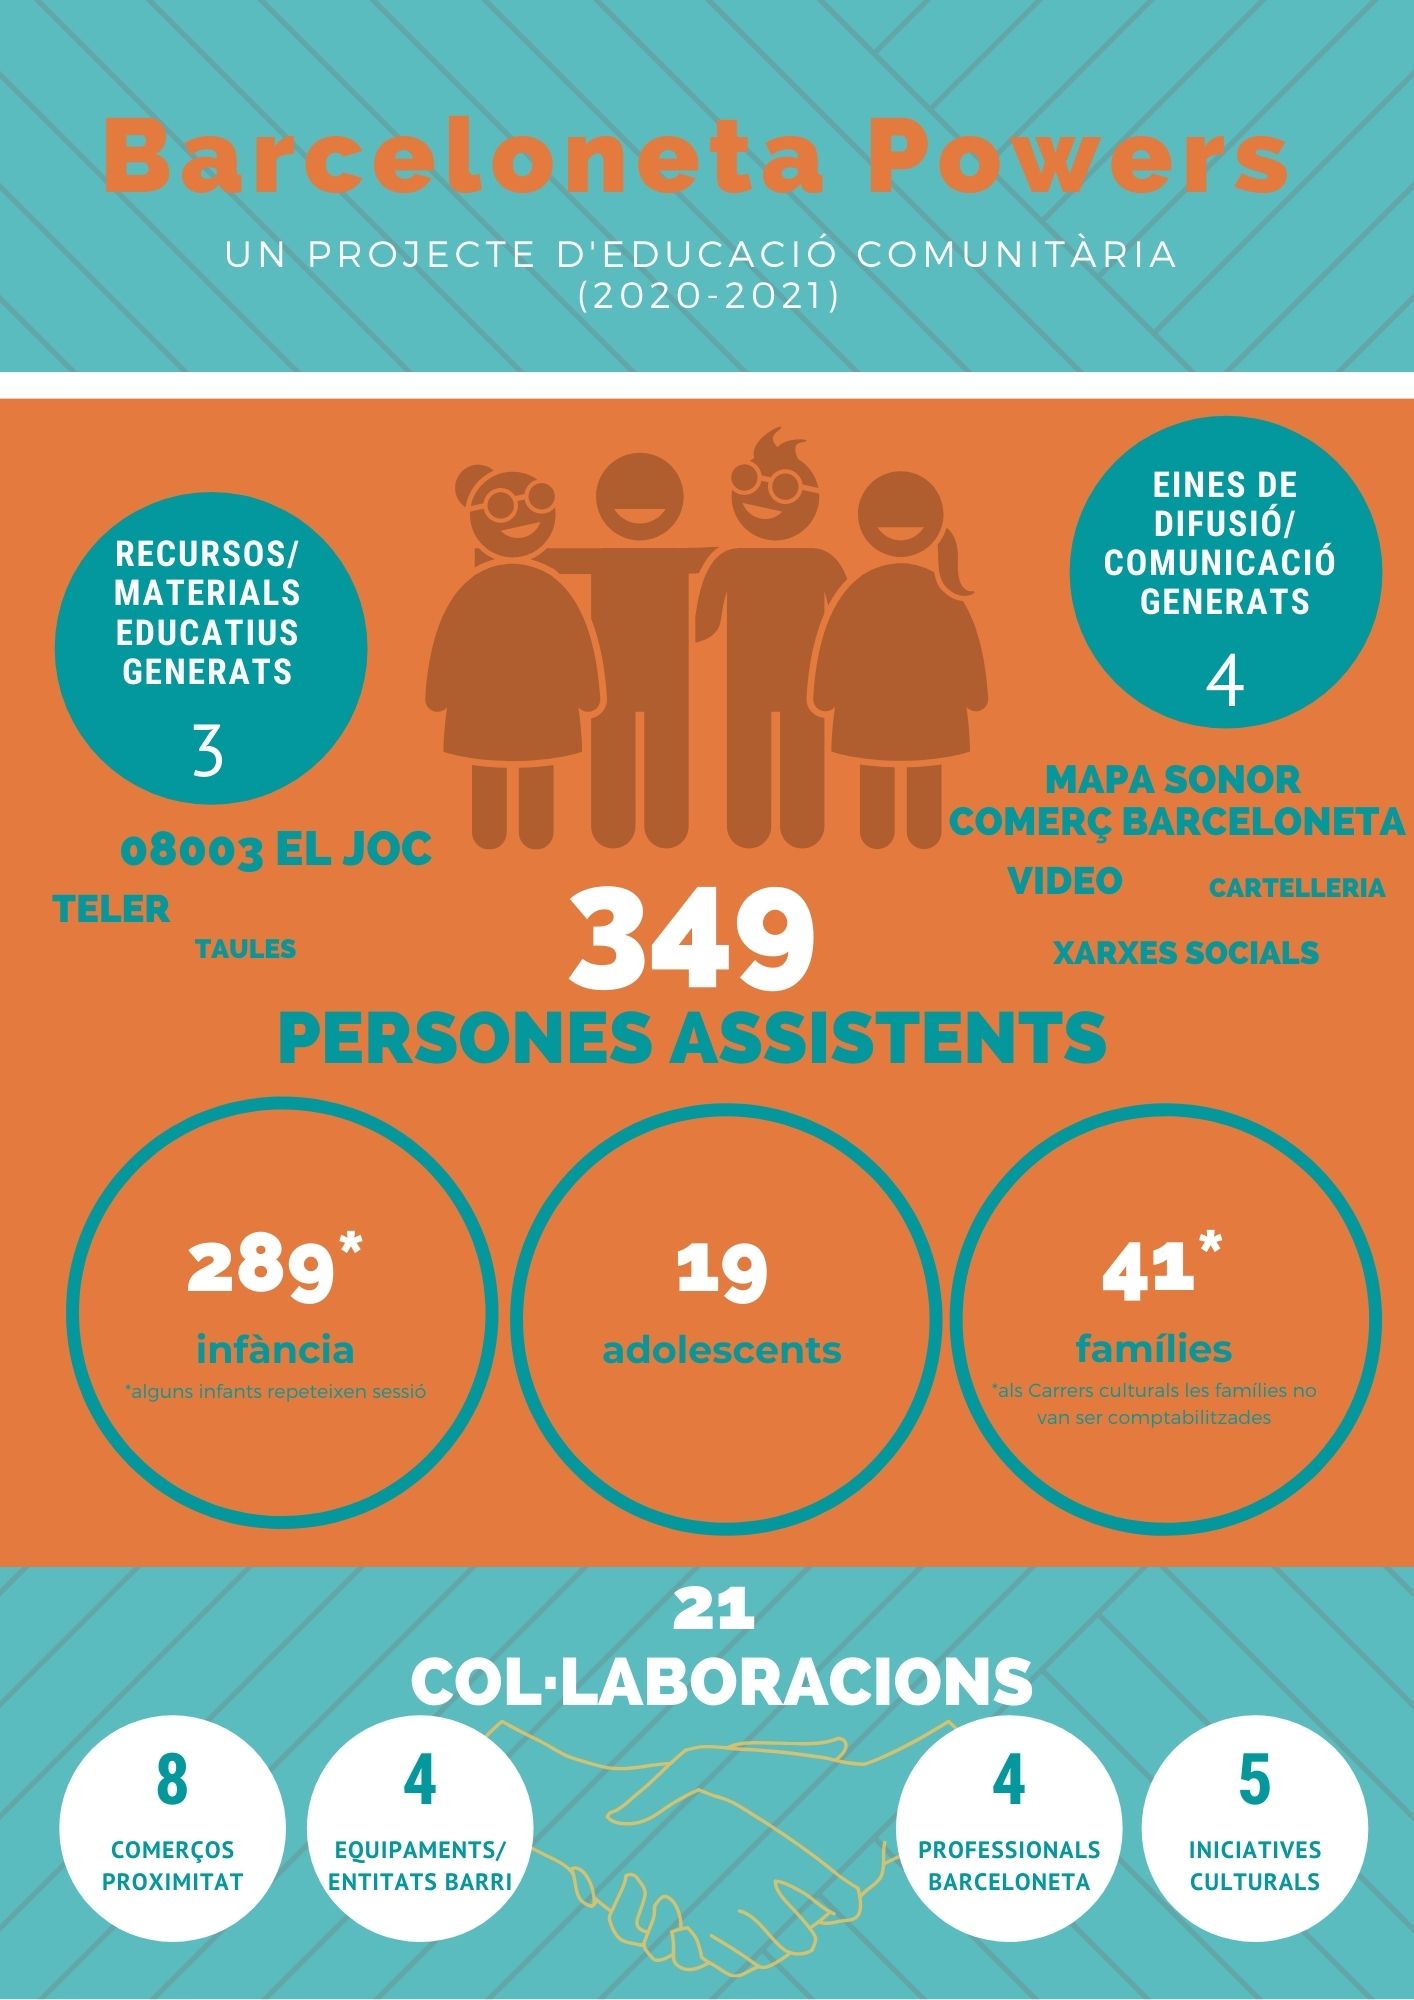 Barceloneta Powers
UN PROJECTE D'EDUCACIÓ COMUNITÀRIA
(2020-2021)
RECURSOS/
MATERIALS
EDUCATIUS
GENERATS
3
08003 EL JOC
TELER
TAULES
EINES DE
DIFUSIÓ/
COMUNICACIÓ
GENERATS
4
MAPA SONOR
COMERÇ BARCELONETA
VIDEO
CARTELLERIA
XARXES SOCIALS
349
PERSONES ASSISTENTS
289*
infància
*alguns infants repeteixen sessió
19
adolescents
41*
famílies
*als Carrers culturals les famílies no
van ser comptabilitzades
21
COL·LABORACIONS
8
COMERÇOS
PROXIMITAT
4
EQUIPAMENTS/
ENTITATS BARRI
4
PROFESSIONALS
BARCELONETA
5
INICIATIVES
CULTURALS